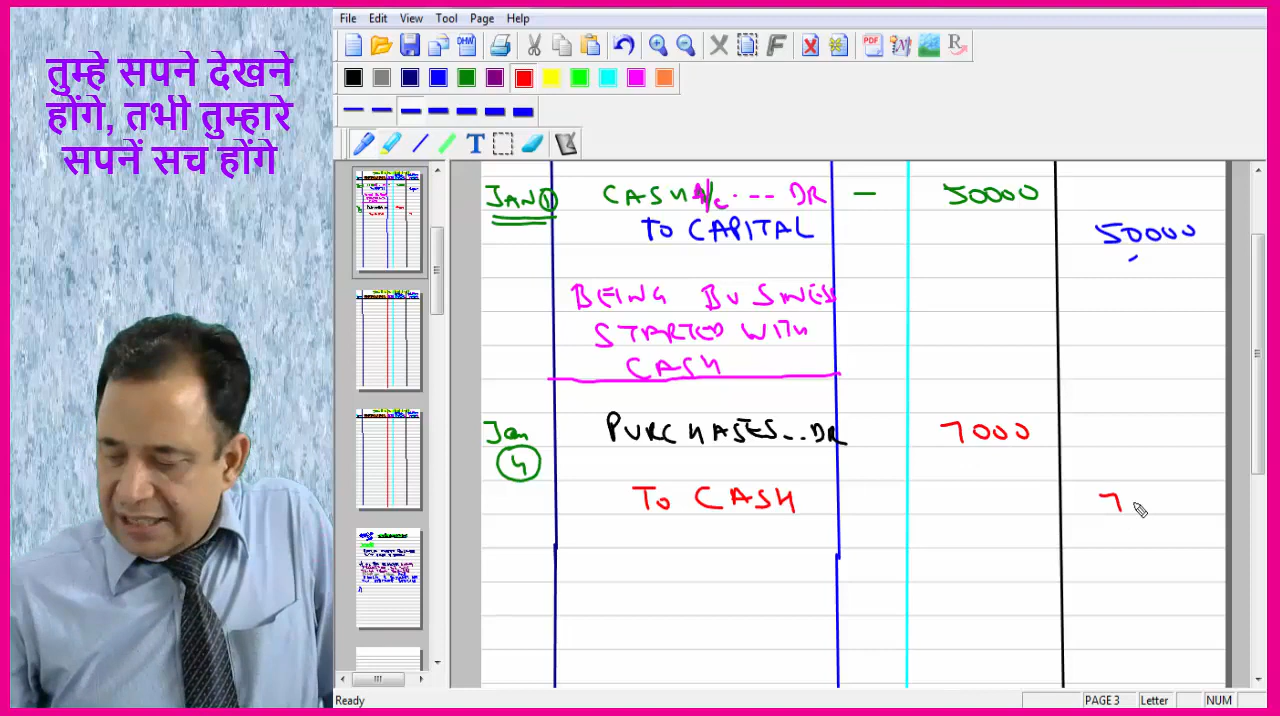 तुम्हे सपने देखने
होंगे, तभी तुम्हारे
सपनें सच होंगे
File Edit View Tool Page Help
JAN 1 CASH A/c ---- DR — 50000
TO CAPITAL 50000
BEING BUSINESS
STARTED WITH
CASH
Jan 4 PURCHASES..DR 7000
To CASH 7
Ready PAGE 3 Letter NUM